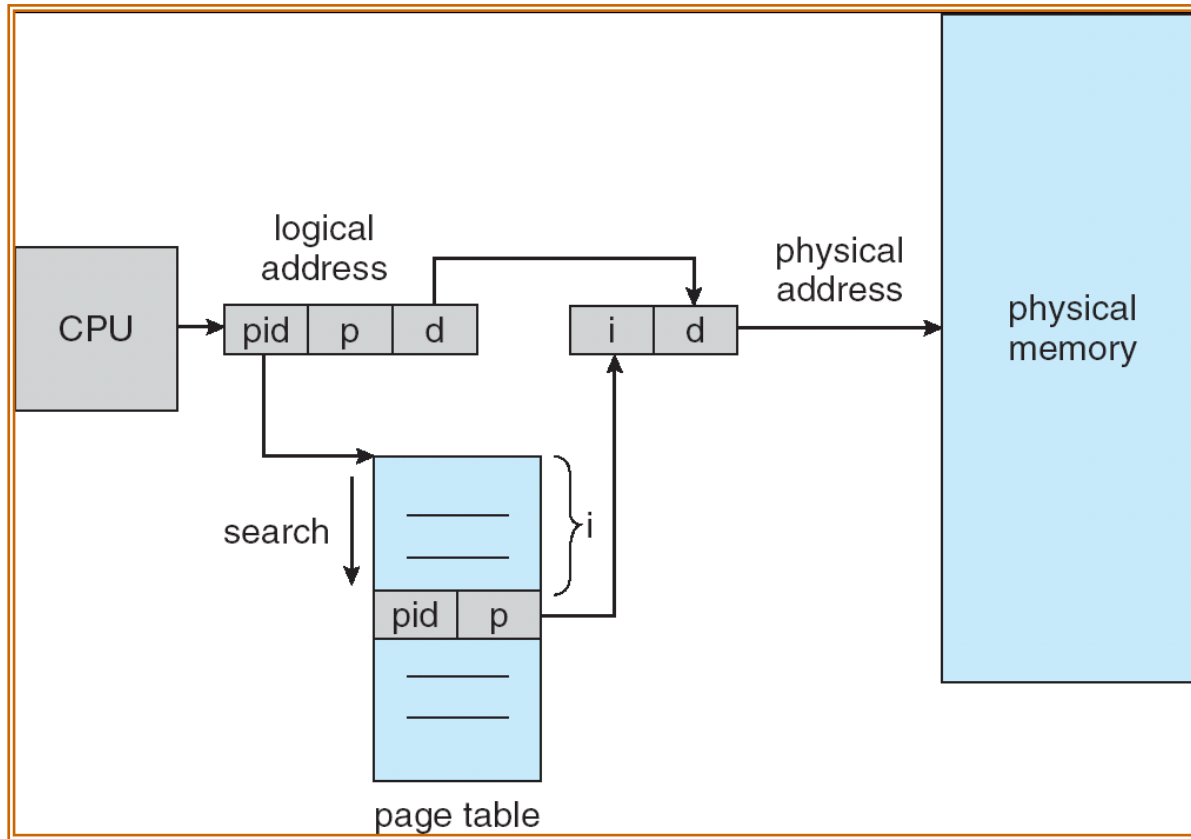 logical
address
physical
address
CPU
pid p d
i d
physical
memory
search
i
pid p
page table